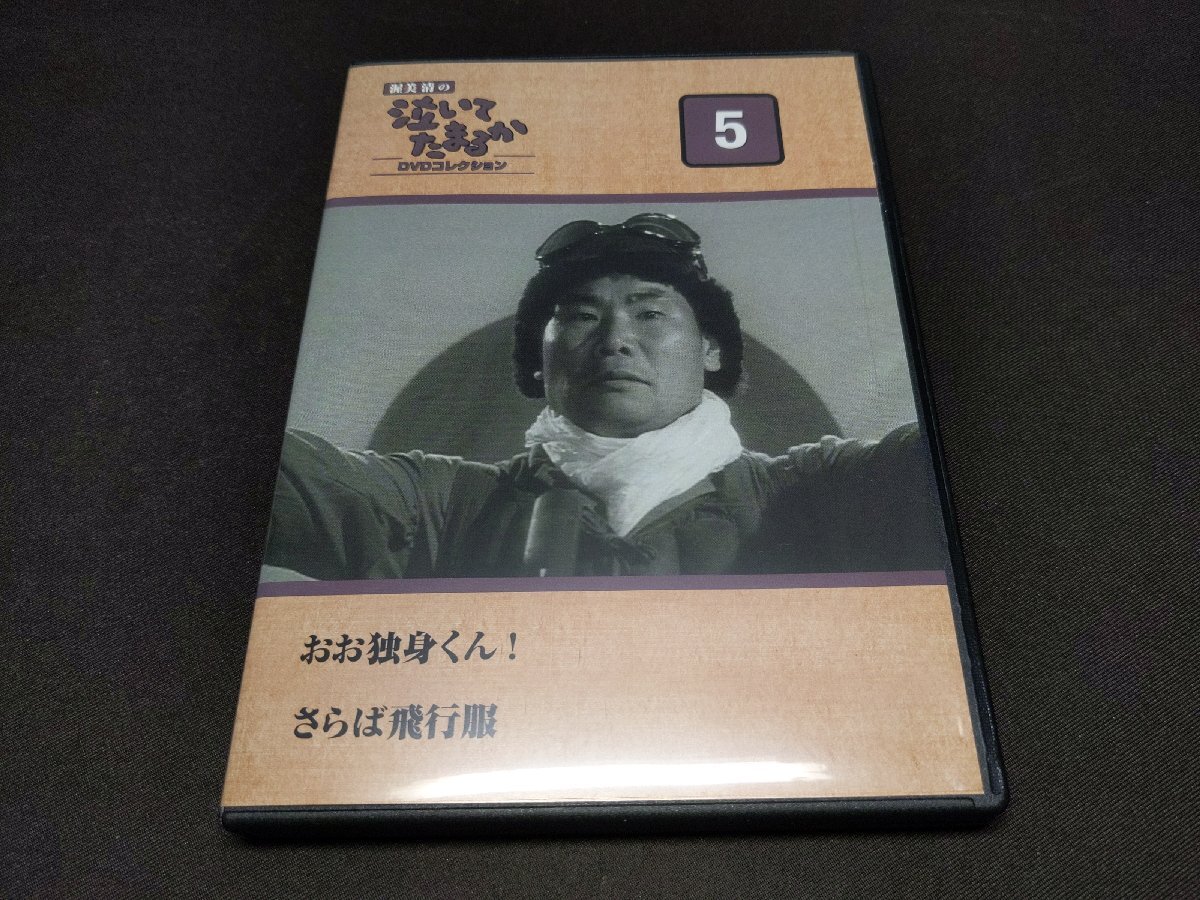 渥美清の
泣いて
たまるか
DVDコレクション
5
おお独身くん！
さらば飛行服